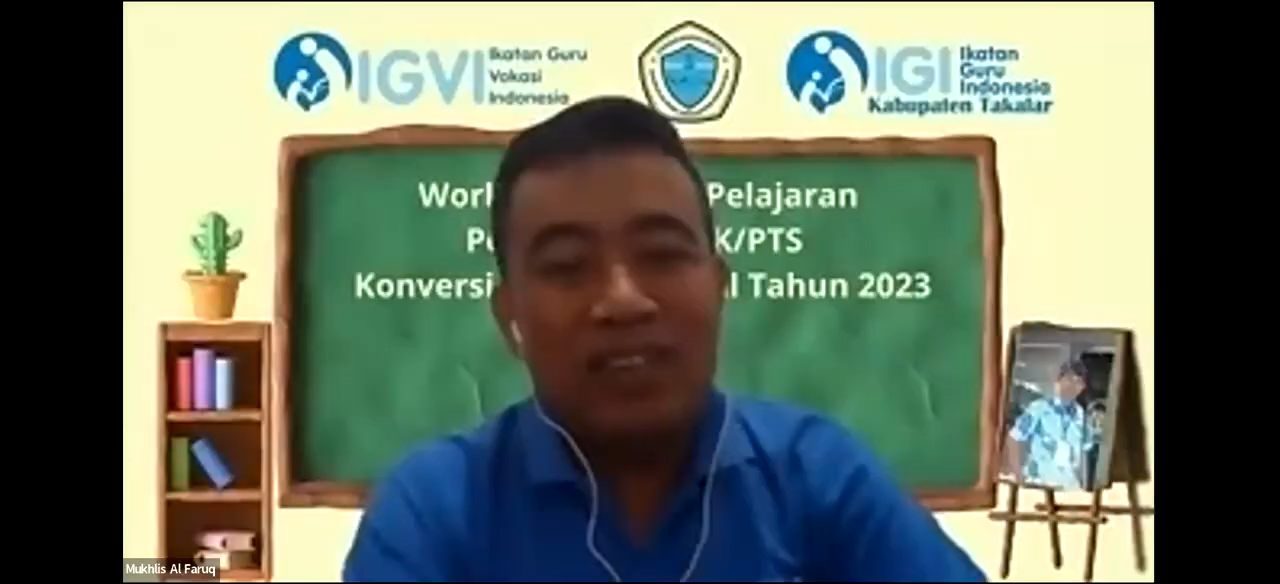 IGVI Ikatan Guru
Vokasi
Indonesia
IGI Ikatan
Guru
Indonesia
Kabupaten Takalar
Pelajaran
K/PTS
Konversi l Tahun 2023
Mukhlis Al Faruq